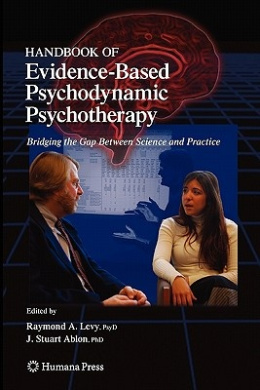 HANDBOOK OF
Evidence-Based
Psychodynamic
Psychotherapy
Bridging the Gap Between Science and Practice
Edited by
Raymond A. Levy, PsyD
J. Stuart Ablon, PhD
Humana Press